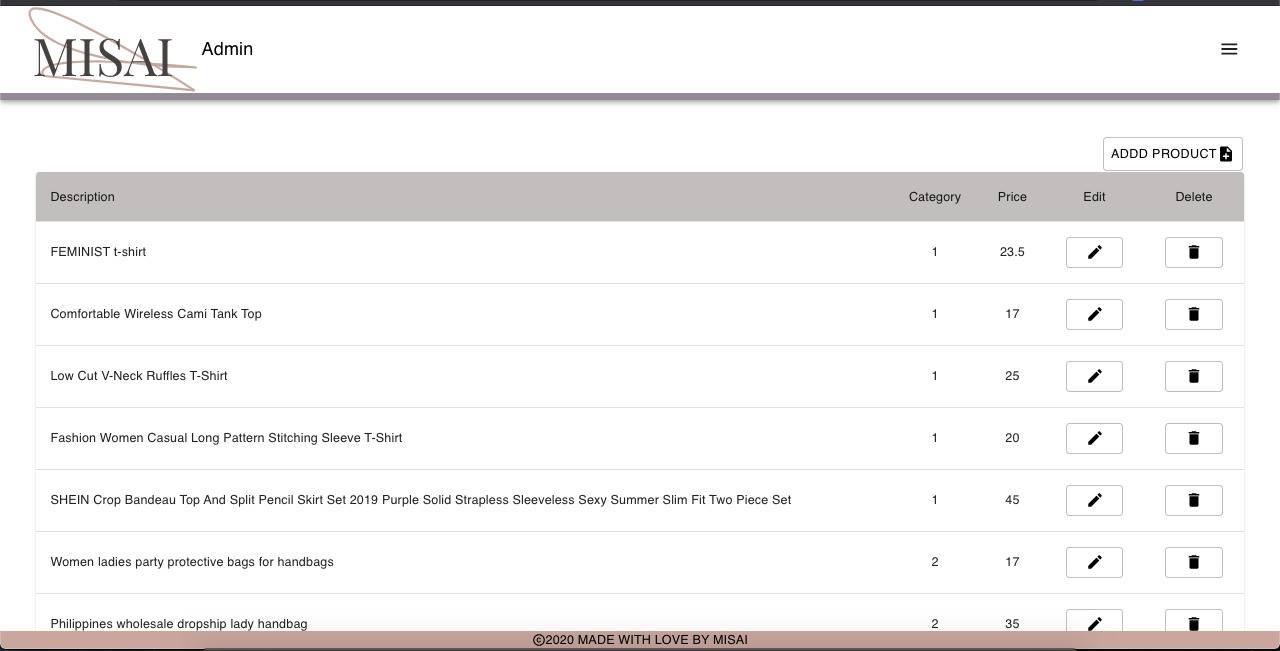 MISAI Admin
ADDD PRODUCT
Description Category Price Edit Delete
FEMINIST t-shirt 1 23.5
Comfortable Wireless Cami Tank Top 1 17
Low Cut V-Neck Ruffles T-Shirt 1 25
Fashion Women Casual Long Pattern Stitching Sleeve T-Shirt 1 20
SHEIN Crop Bandeau Top And Split Pencil Skirt Set 2019 Purple Solid Strapless Sleeveless Sexy Summer Slim Fit Two Piece Set 1 45
Women ladies party protective bags for handbags 2 17
Philippines wholesale dropship lady handbag 2 35
©2020 MADE WITH LOVE BY MISAI